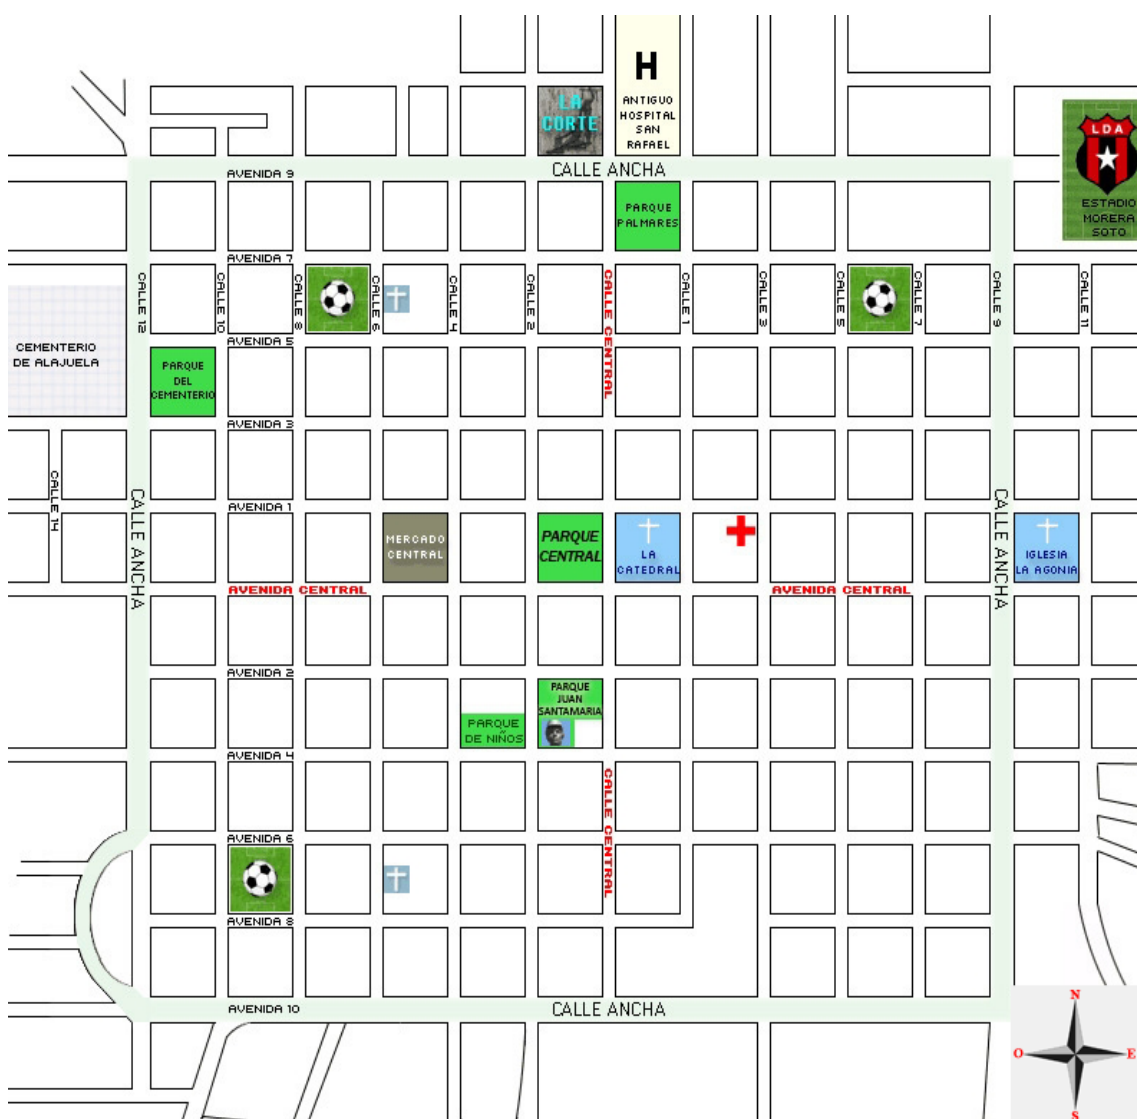 H
ANTIGUO
HOSPITAL
SAN
RAFAEL
LA
CORTE
LDA
ESTADIO
MORERA
SOTO
AVENIDA 9
CALLE ANCHA
PARQUE
PALMARES
AVENIDA 7
CALLE 12
CALLE 10
CALLE 8
CALLE 6
CALLE 4
CALLE 2
CALLE CENTRAL
CALLE 1
CALLE 3
CALLE 5
CALLE 7
CALLE 9
CALLE 11
CEMENTERIO
DE ALAJUELA
AVENIDA 5
PARQUE
DEL
CEMENTERIO
AVENIDA 3
CALLE 14
CALLE ANCHA
AVENIDA 1
MERCADO
CENTRAL
PARQUE
CENTRAL
LA
CATEDRAL
CALLE ANCHA
IGLESIA
LA AGONIA
AVENIDA CENTRAL
AVENIDA CENTRAL
AVENIDA 2
PARQUE
JUAN
SANTAMARIA
PARQUE
DE NIÑOS
AVENIDA 4
CALLE CENTRAL
AVENIDA 6
AVENIDA 8
AVENIDA 10
CALLE ANCHA
N
O
E
S